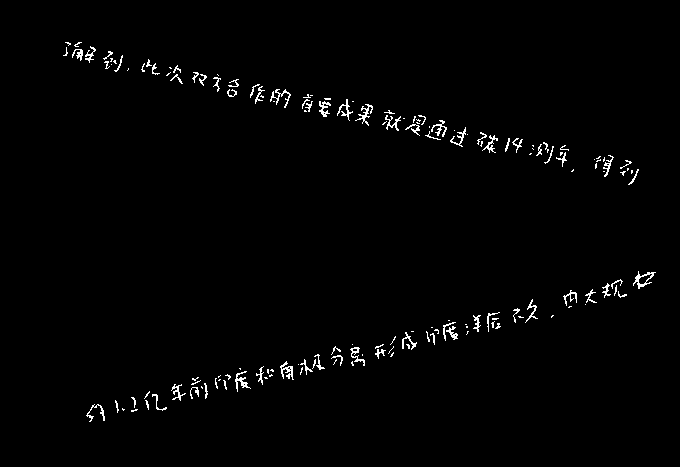 了解到,此次双方合作的首要成果就是通过碳14测年,得到
约1.2亿年前印度和南极分离形成印度洋后不久,由大规模